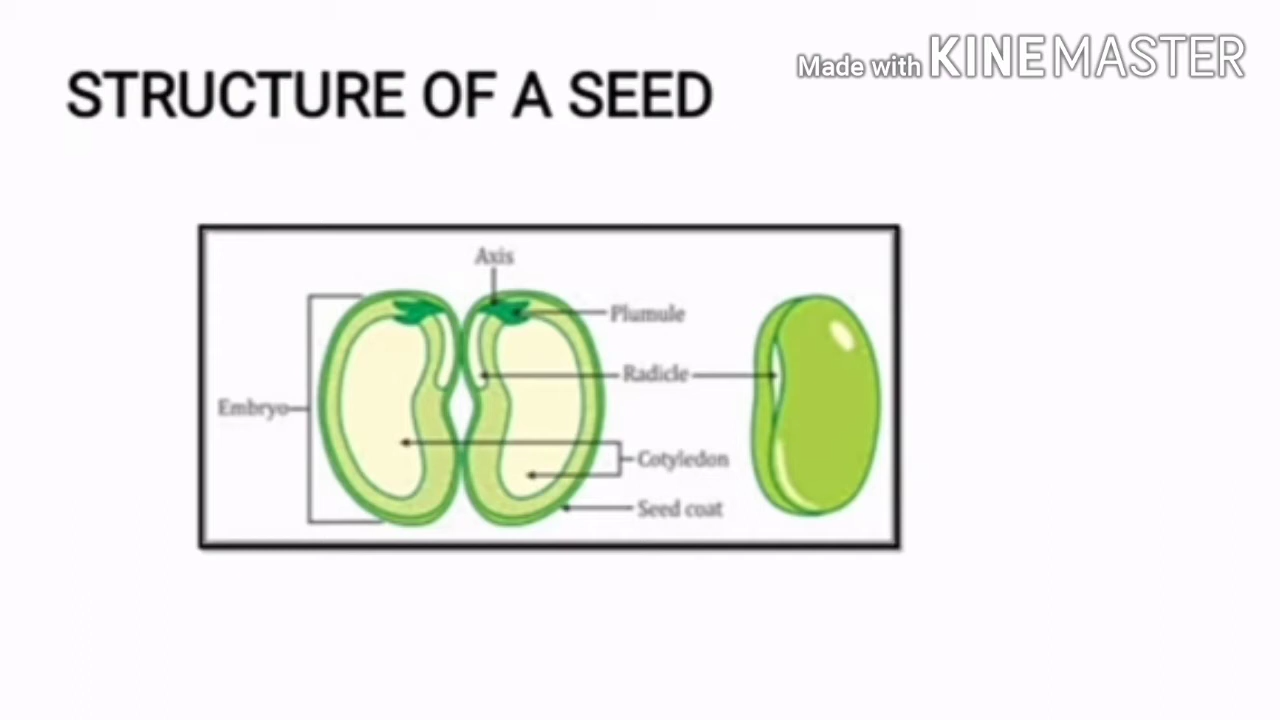 Made with KINEMASTER
STRUCTURE OF A SEED
Axis
Plumule
Radicle
Embryo
Cotyledon
Seed coat